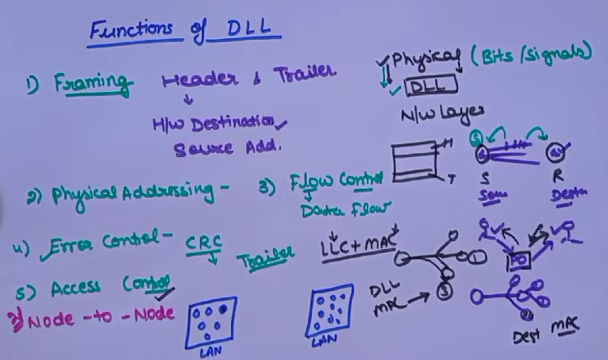 Functions of DLL
1) Framing Header & Trailer
H/w Destination
Source Add.
Physical (Bits/Signals)
DLL
N/w Layer
H
T
S
R
2) Physical Addressing -
3) Flow Control
Data Flow
4) Error Control - CRC
Trailer
LLC + MAC
5) Access Control
Node - to - Node
LAN
LAN
DLL
MAC
Dest MAC